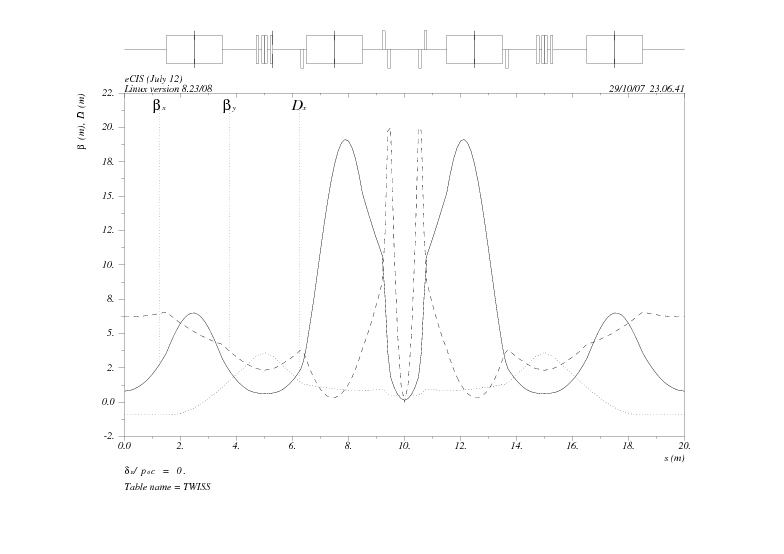 eCIS (July 12)
Linux version 8.23/08 29/10/07 23.06.41
β (m), D (m)
βx βy Dx
22.
20.
18.
15.
12.
10.
8.
5.
2.
0.0
-2.
0.0 2. 4. 6. 8. 10. 12. 14. 16. 18. 20.
s (m)
δE/ p0c = 0.
Table name = TWISS